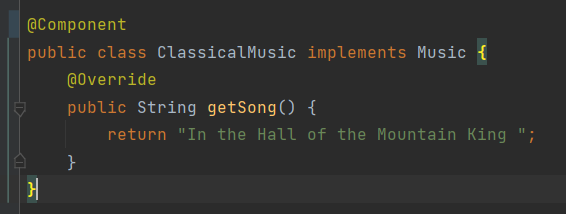 @Component
public class ClassicalMusic implements Music {
    @Override
    public String getSong() {
        return "In the Hall of the Mountain King ";
    }
}